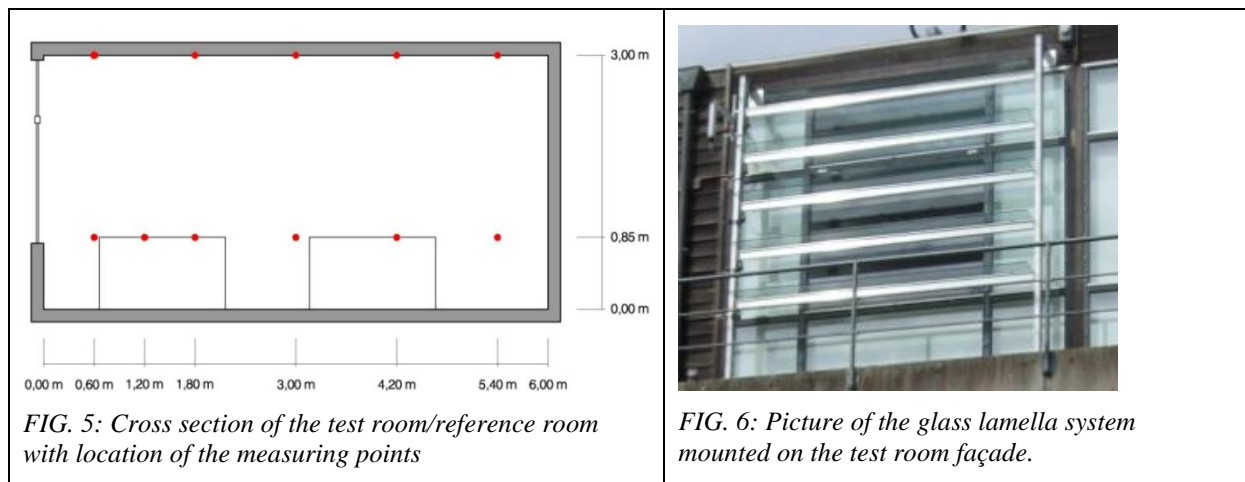 3,00 m
0,85 m
0,00 m
0,00 m 0,60 m 1,20 m 1,80 m 3,00 m 4,20 m 5,40 m 6,00 m
FIG. 5: Cross section of the test room/reference room
with location of the measuring points
FIG. 6: Picture of the glass lamella system
mounted on the test room façade.